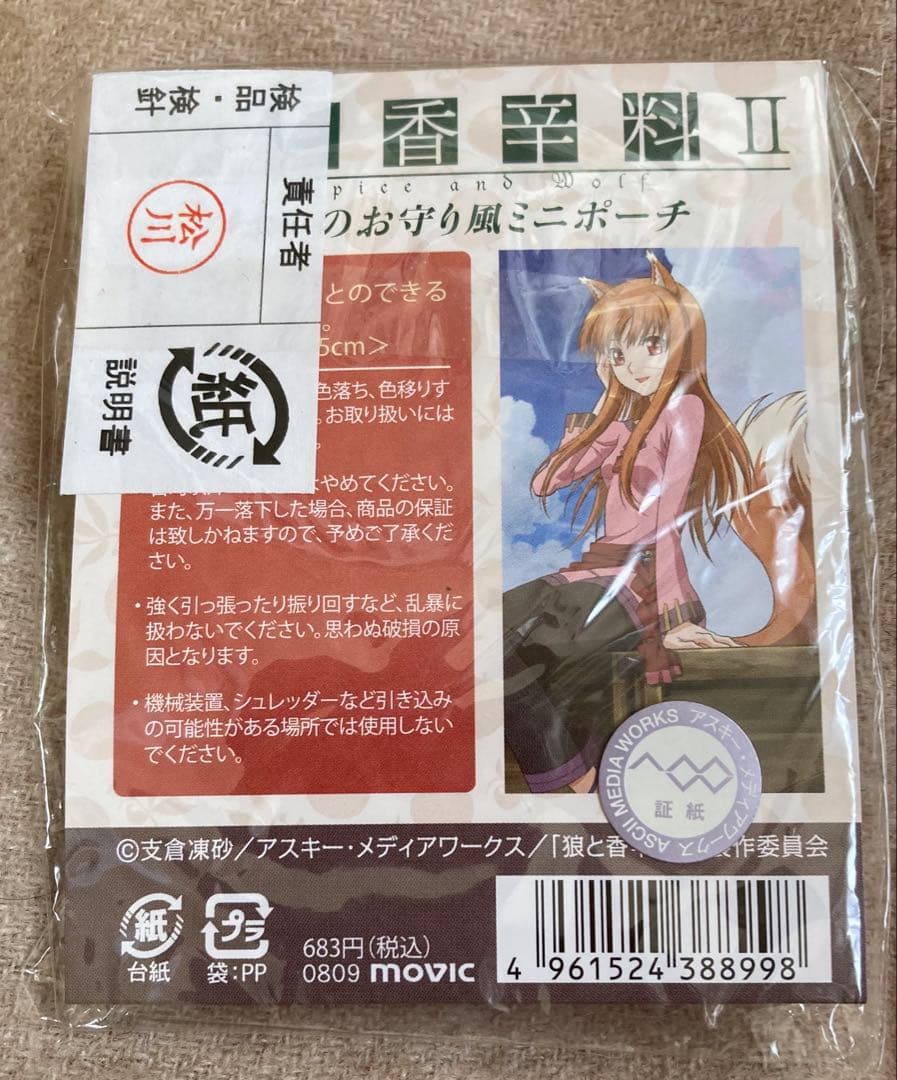 検品・検針
責任者
松川
紙
説明書
香辛料II
pice and Wolf
のお守り風ミニポーチ
とのできる
。
5cm>
色落ち、色移りす
。お取り扱いには
。
はやめてください。
また、万一落下した場合、商品の保証
は致しかねますので、予めご了承くだ
さい。
・強く引っ張ったり振り回すなど、乱暴に
扱わないでください。思わぬ破損の原
因となります。
・機械装置、シュレッダーなど引き込み
の可能性がある場所では使用しない
でください。
ASCII MEDIA WORKS アスキー・メディアワークス
証紙
©支倉凍砂/アスキー・メディアワークス/「狼と香 製作委員会
紙
台紙
プラ
袋:PP
683円(税込)
0809 movic
4 961524 388998